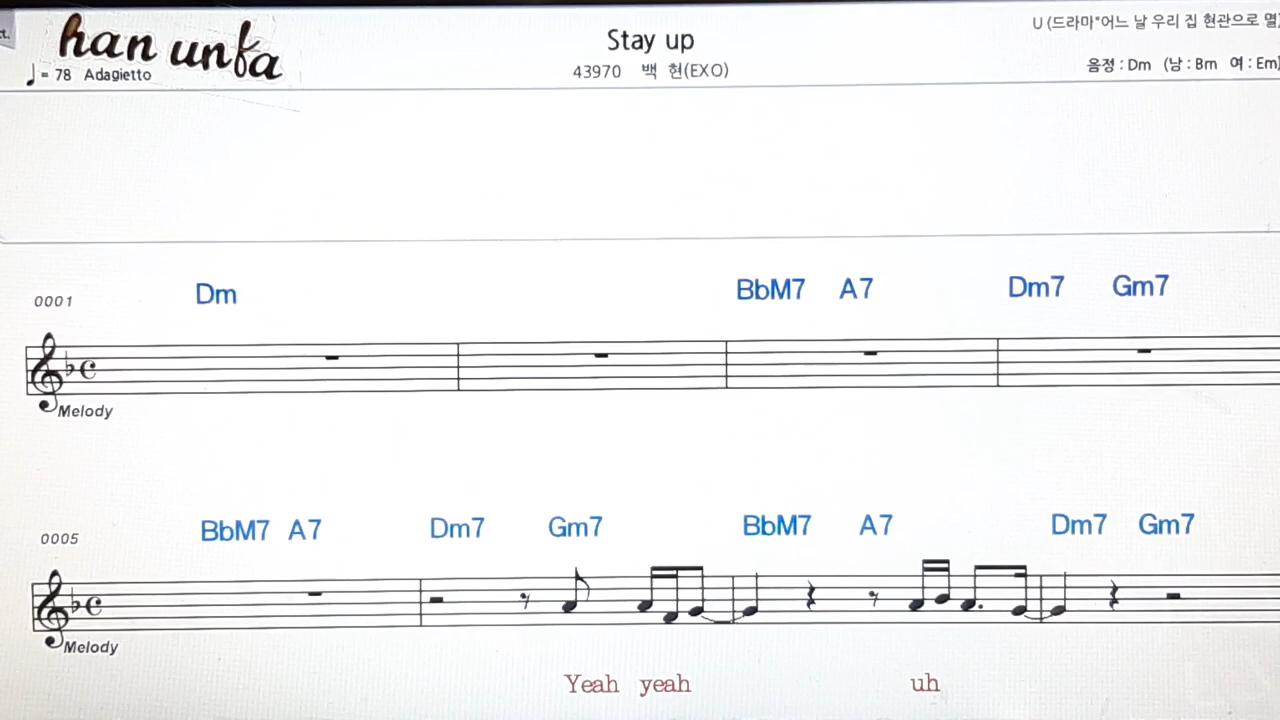 ct.
han unfa
♩= 78 Adagietto
Stay up
43970 백 현(EXO)
U (드라마"어느 날 우리 집 현관으로 멸
음정 : Dm (남 : Bm 여 : Em)
0001 Dm BbM7 A7 Dm7 Gm7
Melody
0005 BbM7 A7 Dm7 Gm7 BbM7 A7 Dm7 Gm7
Melody
Yeah yeah uh